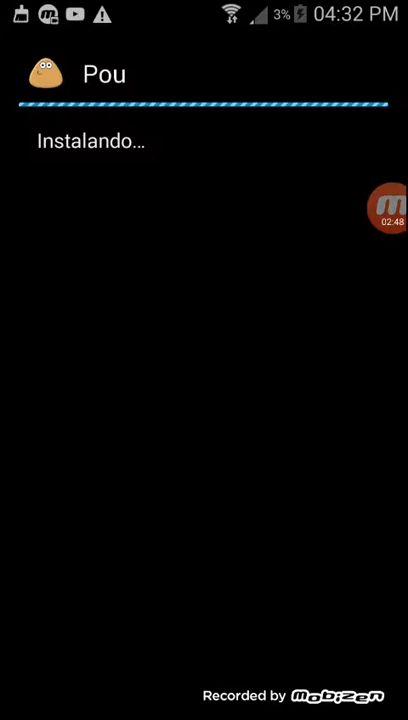 3% 04:32 PM
Pou
Instalando...
02:48
Recorded by Mobizen